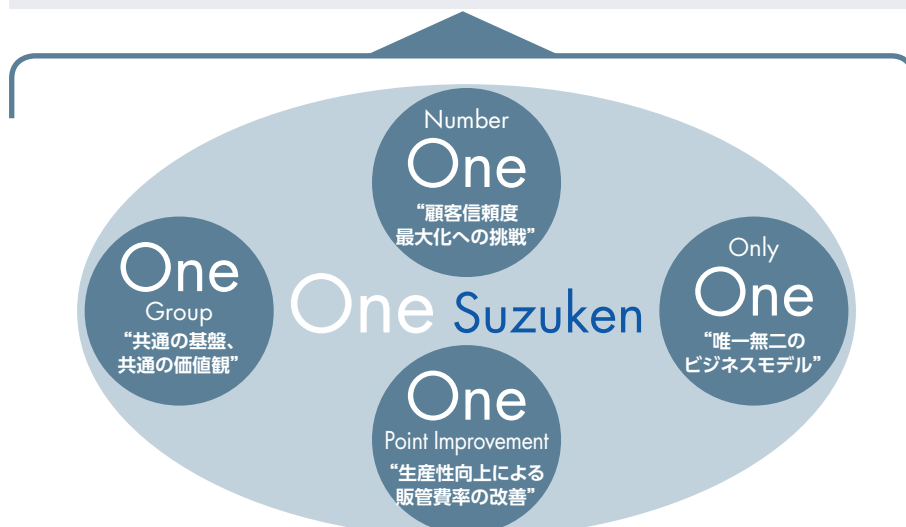 Number
One
“顧客信頼度
最大化への挑戦”
One
Group
“共通の基盤、
共通の価値観”
One Suzuken
Only
One
“唯一無二の
ビジネスモデル”
One
Point Improvement
“生産性向上による
販管費率の改善”